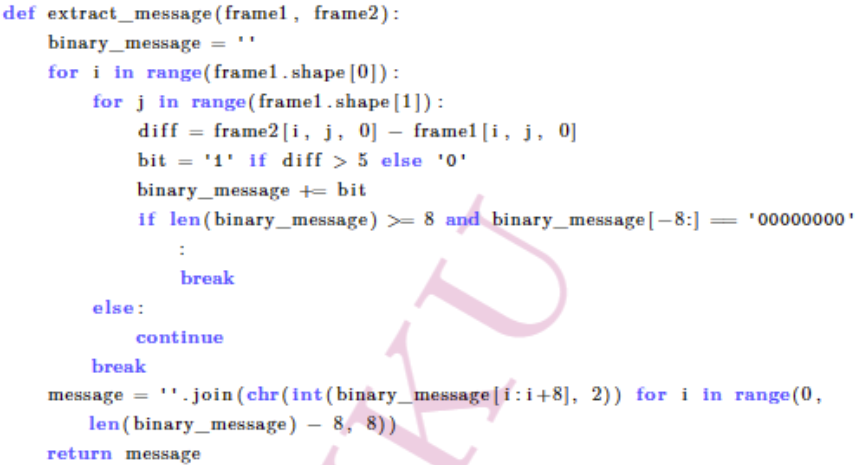 def extract_message(frame1, frame2):
    binary_message = ''
    for i in range(frame1.shape[0]):
        for j in range(frame1.shape[1]):
            diff = frame2[i, j, 0] - frame1[i, j, 0]
            bit = '1' if diff > 5 else '0'
            binary_message += bit
            if len(binary_message) >= 8 and binary_message[-8:] == '00000000'
                :
                break
        else:
            continue
        break
    message = ''.join(chr(int(binary_message[i:i+8], 2)) for i in range(0,
        len(binary_message) - 8, 8))
    return message
KU